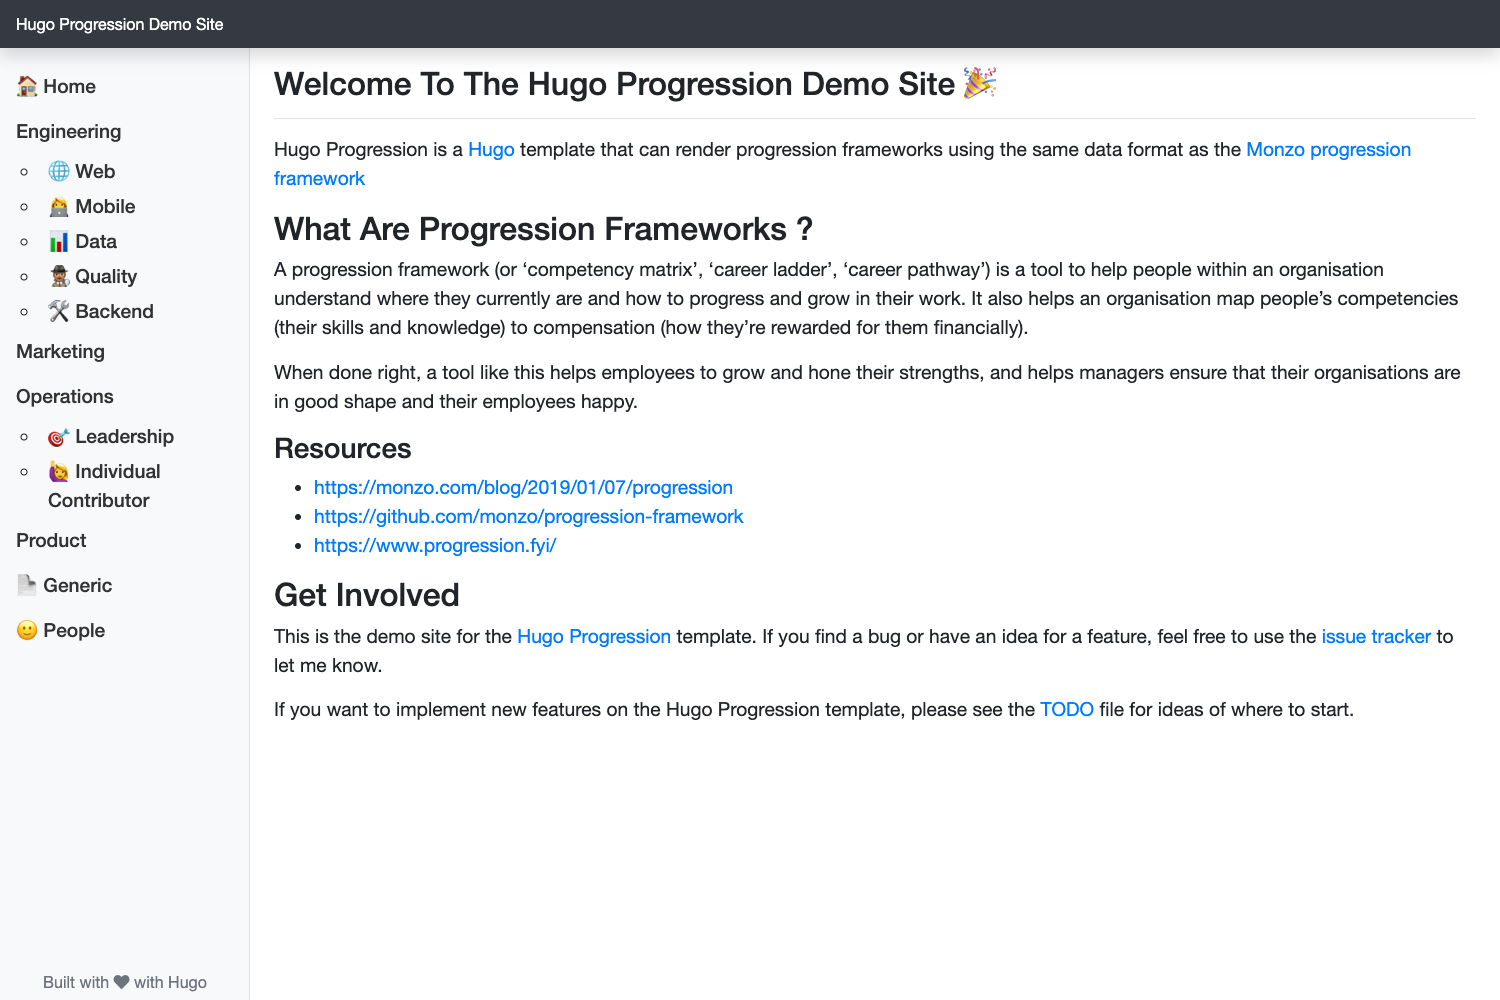 Hugo Progression Demo Site
🏠 Home
Engineering
🌐 Web
🧑‍💻 Mobile
📊 Data
🕵🏾‍♂️ Quality
🛠 Backend
Marketing
Operations
🎯 Leadership
🙋 Individual
Contributor
Product
📄 Generic
🙂 People
Built with ♥ with Hugo
Welcome To The Hugo Progression Demo Site 🎉
Hugo Progression is a Hugo template that can render progression frameworks using the same data format as the Monzo progression
framework
What Are Progression Frameworks ?
A progression framework (or ‘competency matrix’, ‘career ladder’, ‘career pathway’) is a tool to help people within an organisation
understand where they currently are and how to progress and grow in their work. It also helps an organisation map people’s competencies
(their skills and knowledge) to compensation (how they’re rewarded for them financially).
When done right, a tool like this helps employees to grow and hone their strengths, and helps managers ensure that their organisations are
in good shape and their employees happy.
Resources
https://monzo.com/blog/2019/01/07/progression
https://github.com/monzo/progression-framework
https://www.progression.fyi/
Get Involved
This is the demo site for the Hugo Progression template. If you find a bug or have an idea for a feature, feel free to use the issue tracker to
let me know.
If you want to implement new features on the Hugo Progression template, please see the TODO file for ideas of where to start.